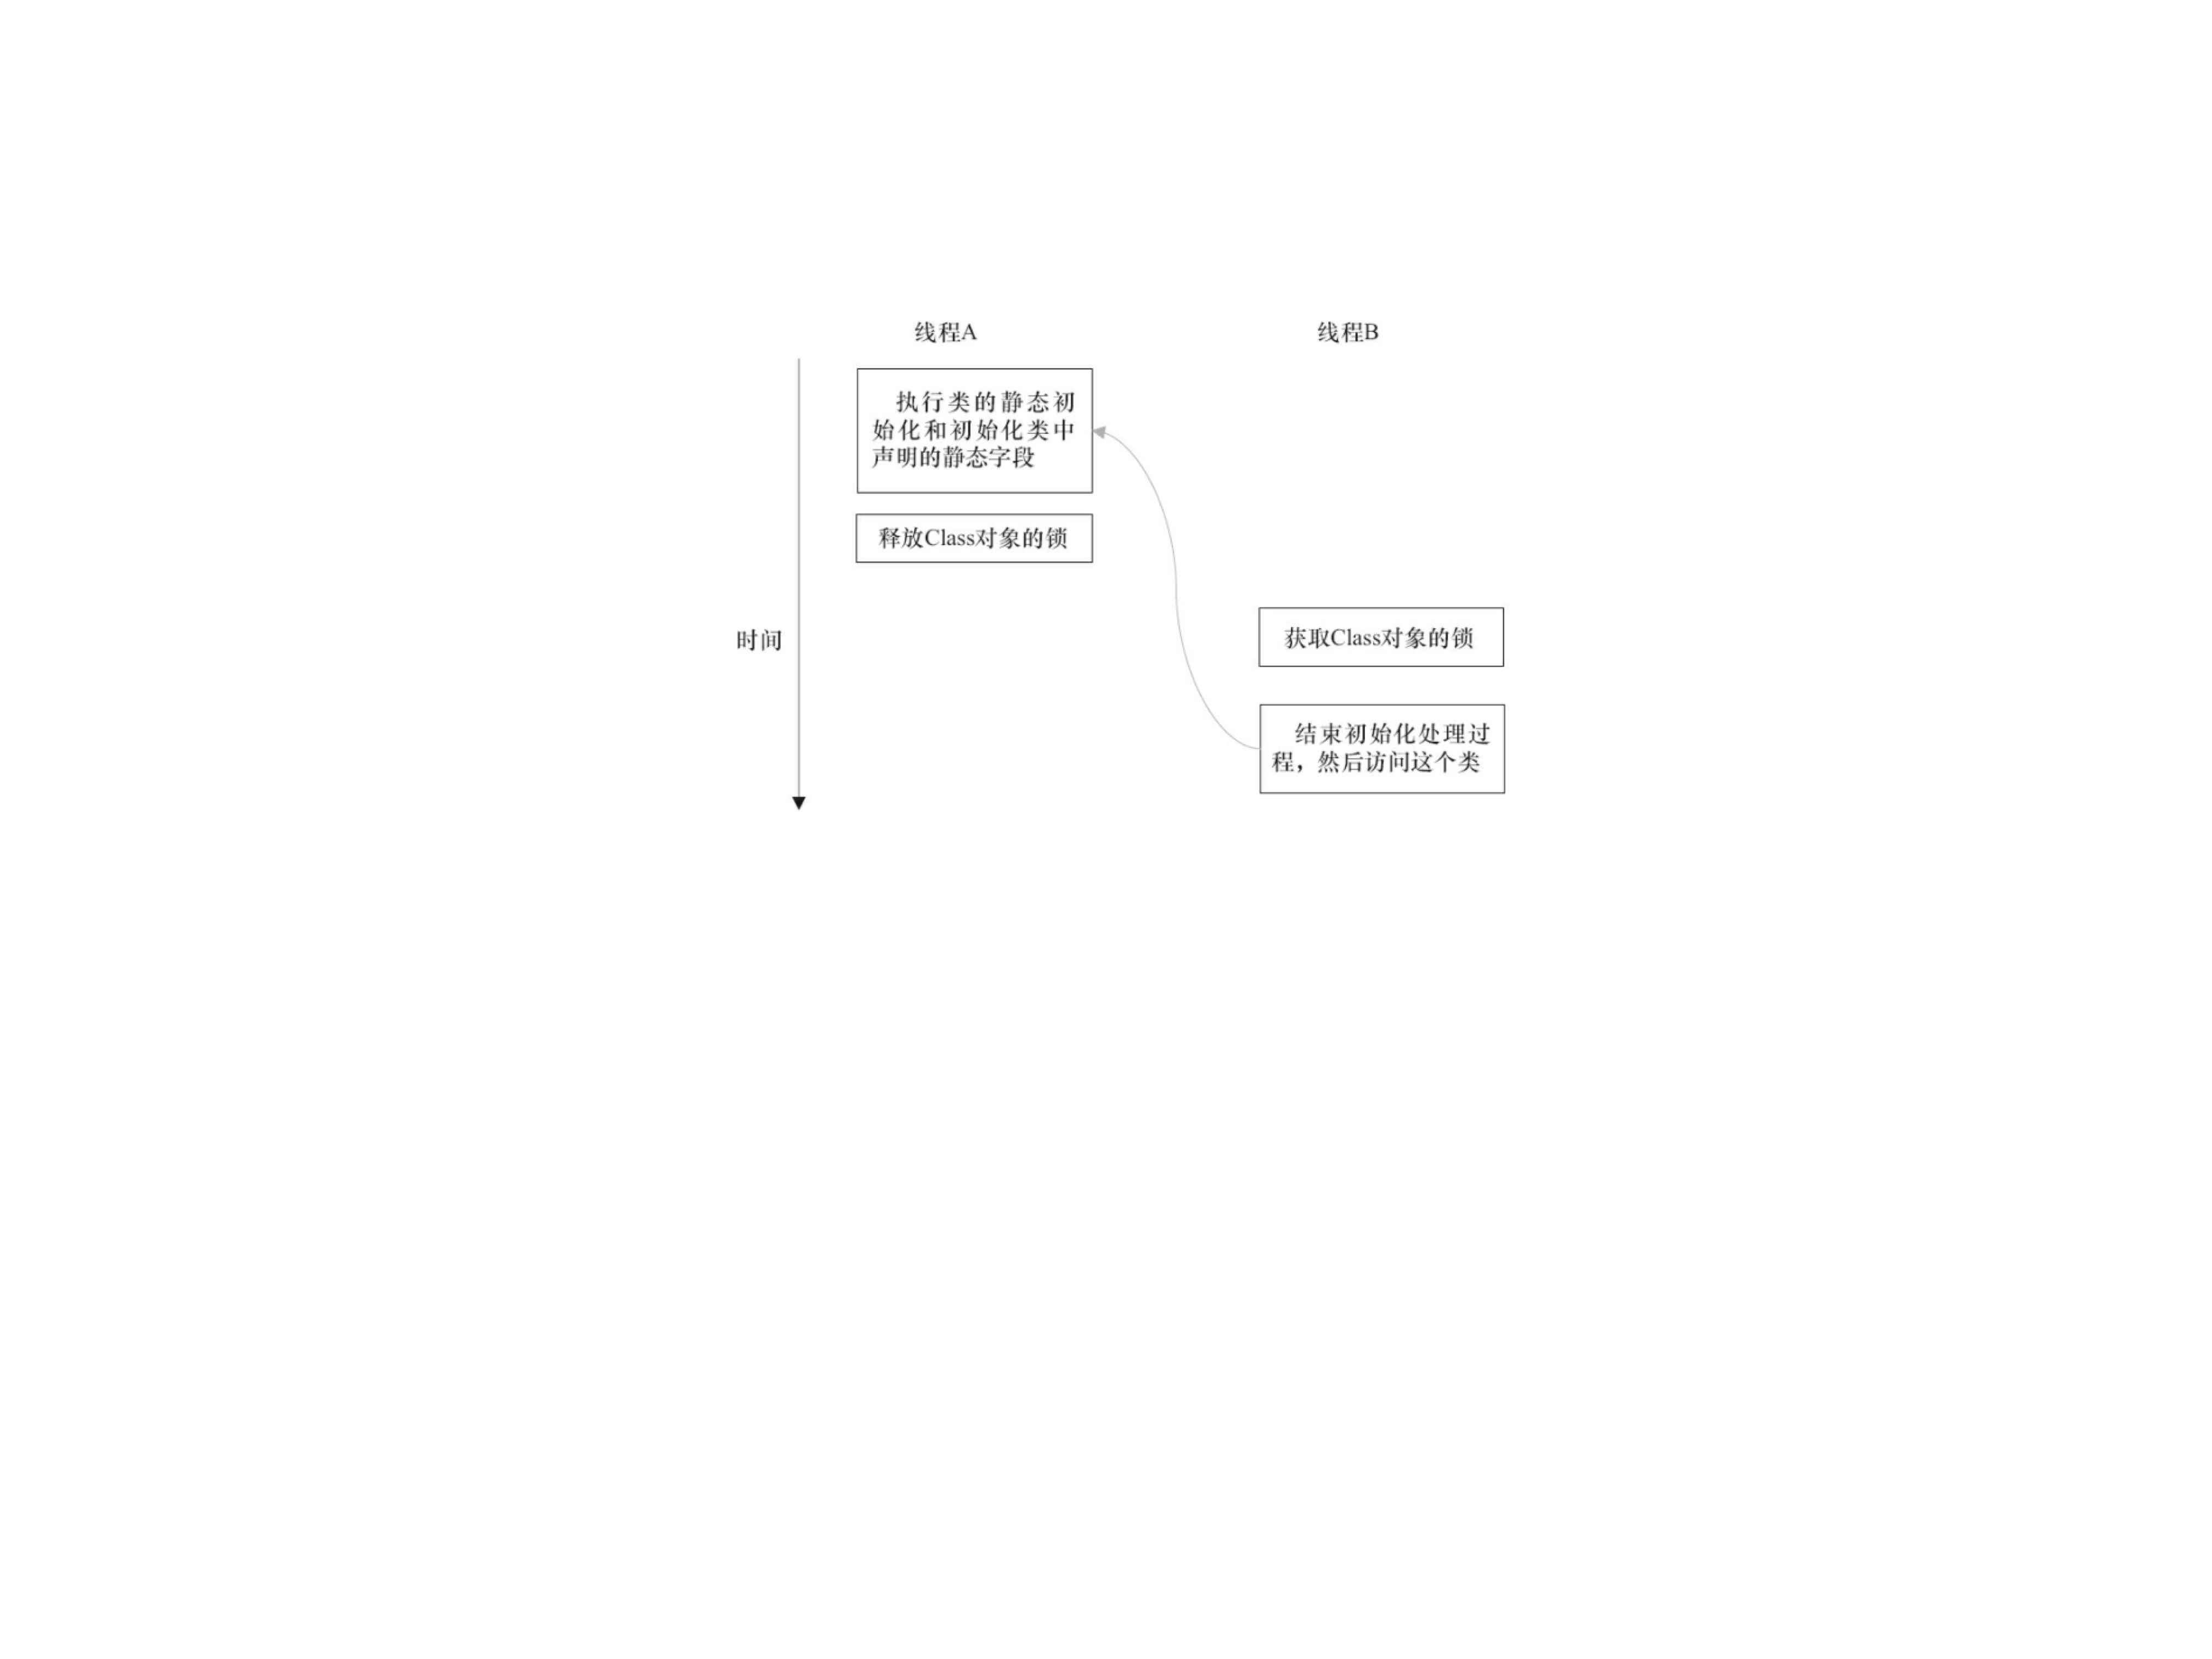 线程A
线程B
执行类的静态初
始化和初始化类中
声明的静态字段
释放Class对象的锁
时间
获取Class对象的锁
结束初始化处理过
程，然后访问这个类